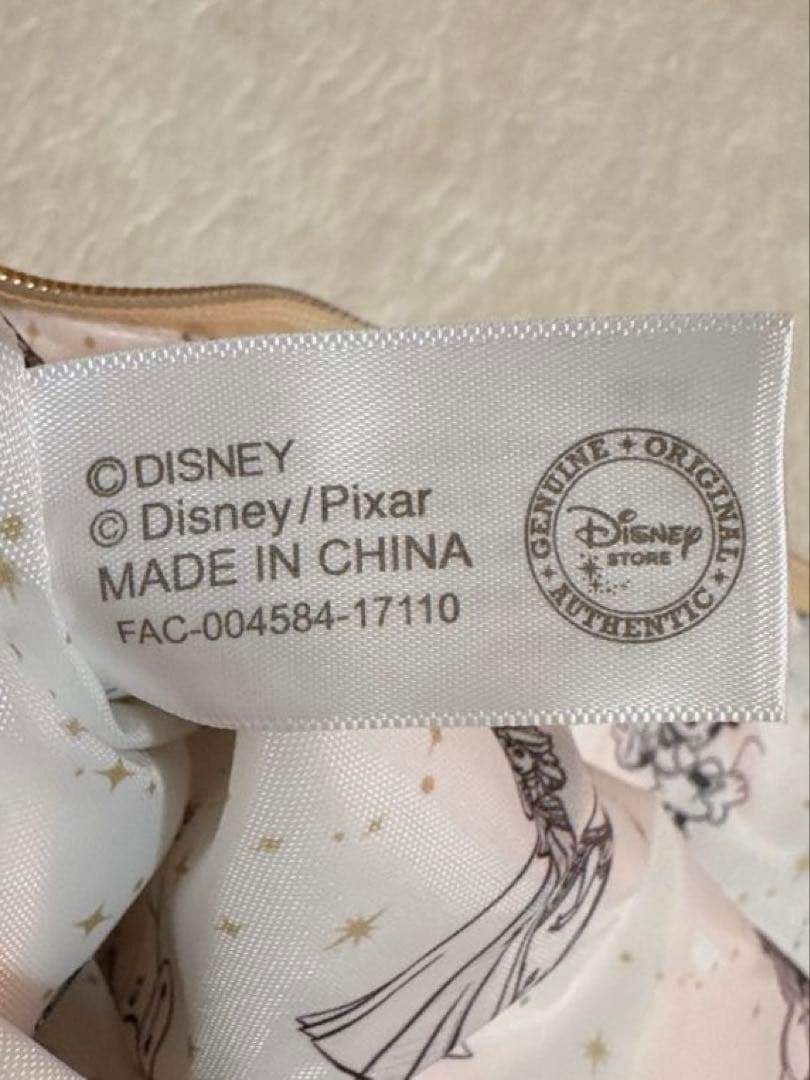 ©DISNEY
© Disney/Pixar
MADE IN CHINA
FAC-004584-17110
GENUINE ORIGINAL
AUTHENTIC
Disney
STORE